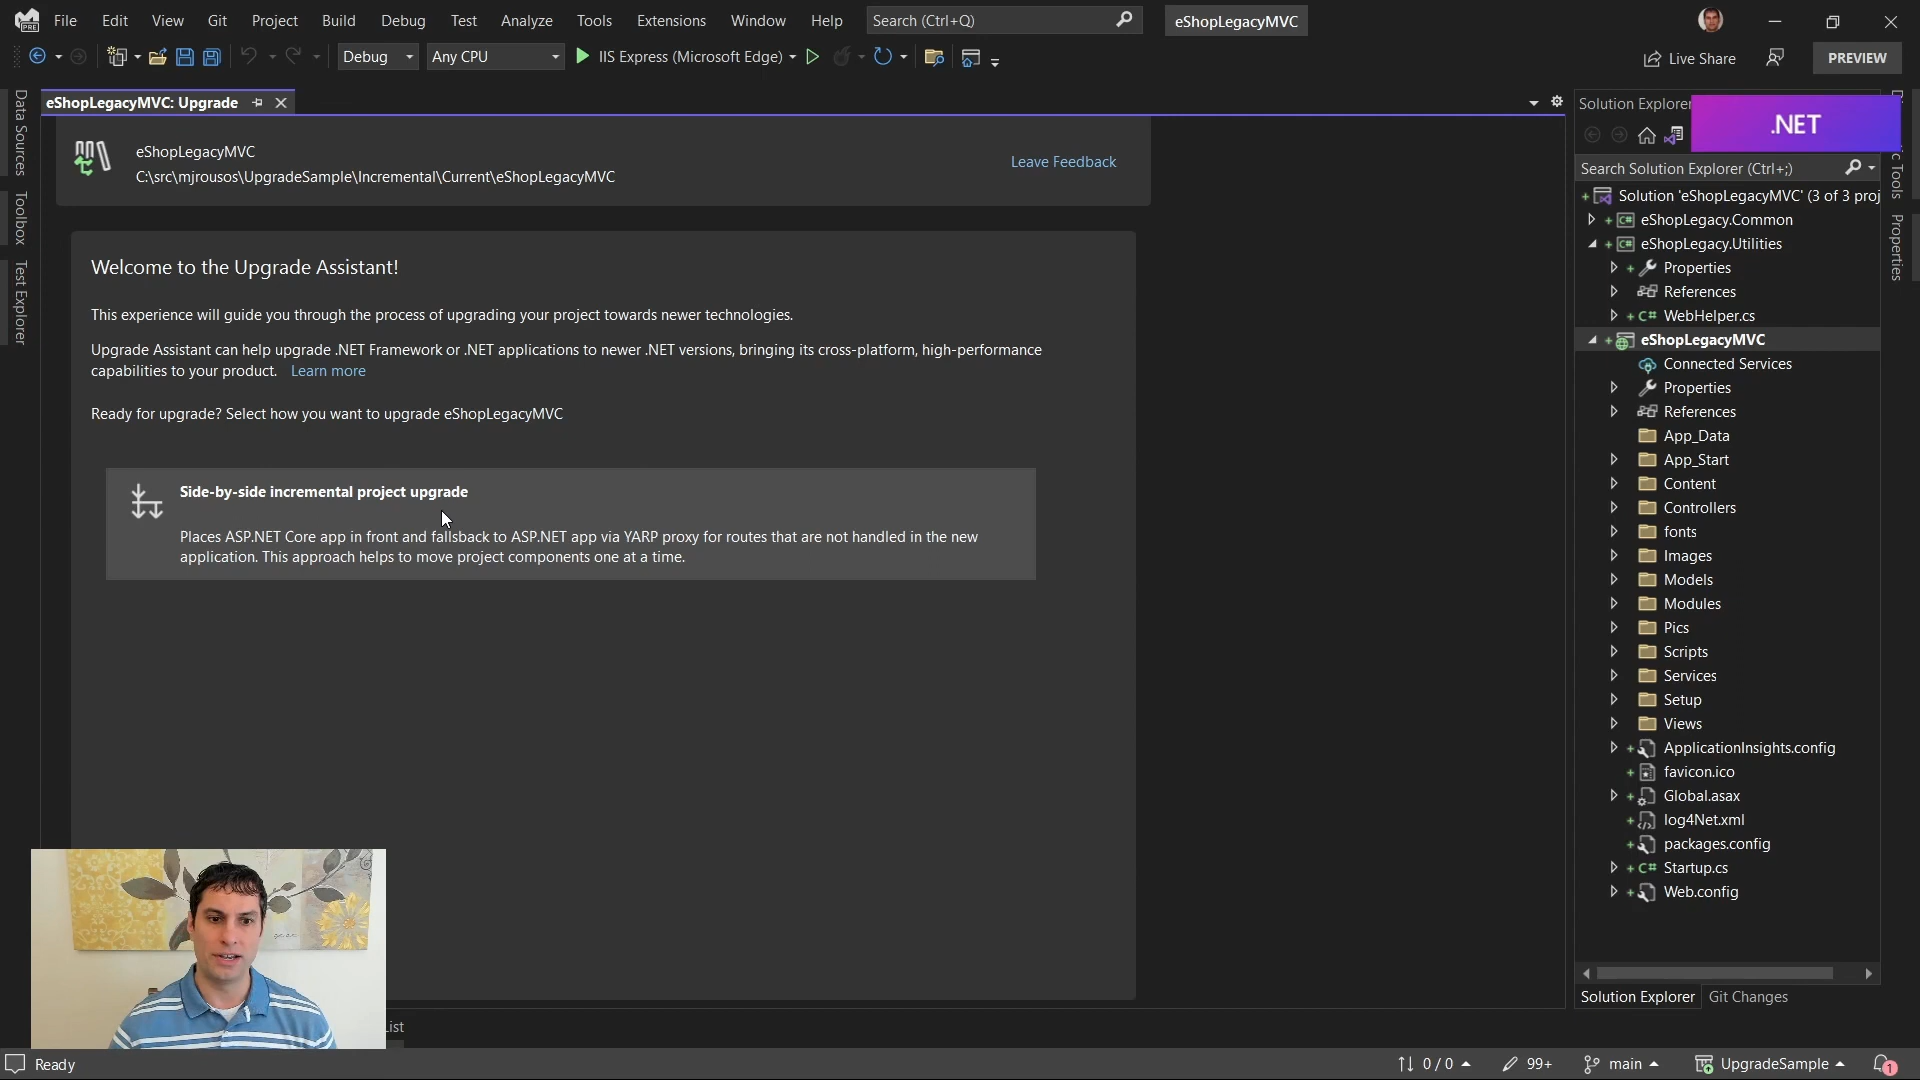 File Edit View Git Project Build Debug Test Analyze Tools Extensions Window Help Search (Ctrl+Q) eShopLegacyMVC
Debug Any CPU IIS Express (Microsoft Edge) Live Share PREVIEW
eShopLegacyMVC: Upgrade
Data Sources
Toolbox
Test Explorer
eShopLegacyMVC
C:\src\mjrousos\UpgradeSample\Incremental\Current\eShopLegacyMVC
Leave Feedback
Welcome to the Upgrade Assistant!
This experience will guide you through the process of upgrading your project towards newer technologies.
Upgrade Assistant can help upgrade .NET Framework or .NET applications to newer .NET versions, bringing its cross-platform, high-performance
capabilities to your product. Learn more
Ready for upgrade? Select how you want to upgrade eShopLegacyMVC
Side-by-side incremental project upgrade
Places ASP.NET Core app in front and fallsback to ASP.NET app via YARP proxy for routes that are not handled in the new
application. This approach helps to move project components one at a time.
Solution Explorer
.NET
Search Solution Explorer (Ctrl+;)
Solution 'eShopLegacyMVC' (3 of 3 proj
eShopLegacy.Common
eShopLegacy.Utilities
Properties
References
C# WebHelper.cs
eShopLegacyMVC
Connected Services
Properties
References
App_Data
App_Start
Content
Controllers
fonts
Images
Models
Modules
Pics
Scripts
Services
Setup
Views
ApplicationInsights.config
favicon.ico
Global.asax
log4Net.xml
packages.config
C# Startup.cs
Web.config
Solution Explorer Git Changes
Tools
Properties
List
Ready 0 / 0 99+ main UpgradeSample 1